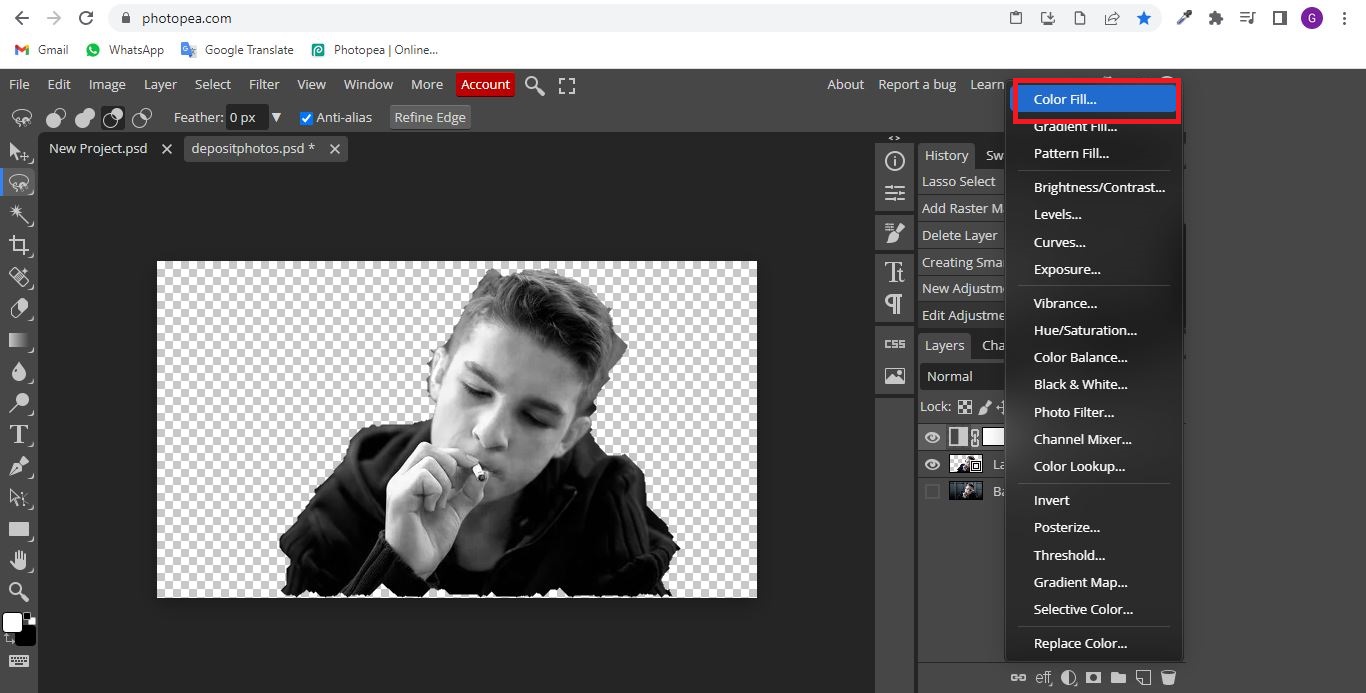 photopea.com
G
Gmail
WhatsApp
Google Translate
Photopea | Online...
File Edit Image Layer Select Filter View Window More Account
About Report a bug Learn
Feather: 0 px
Anti-alias
Refine Edge
New Project.psd
depositphotos.psd *
History Sw
Lasso Select
Add Raster M
Delete Layer
Creating Sma
New Adjustm
Edit Adjustme
CSS
Layers Cha
Normal
Lock:
La
Ba
Color Fill...
Gradient Fill...
Pattern Fill...
Brightness/Contrast...
Levels...
Curves...
Exposure...
Vibrance...
Hue/Saturation...
Color Balance...
Black & White...
Photo Filter...
Channel Mixer...
Color Lookup...
Invert
Posterize...
Threshold...
Gradient Map...
Selective Color...
Replace Color...
eff